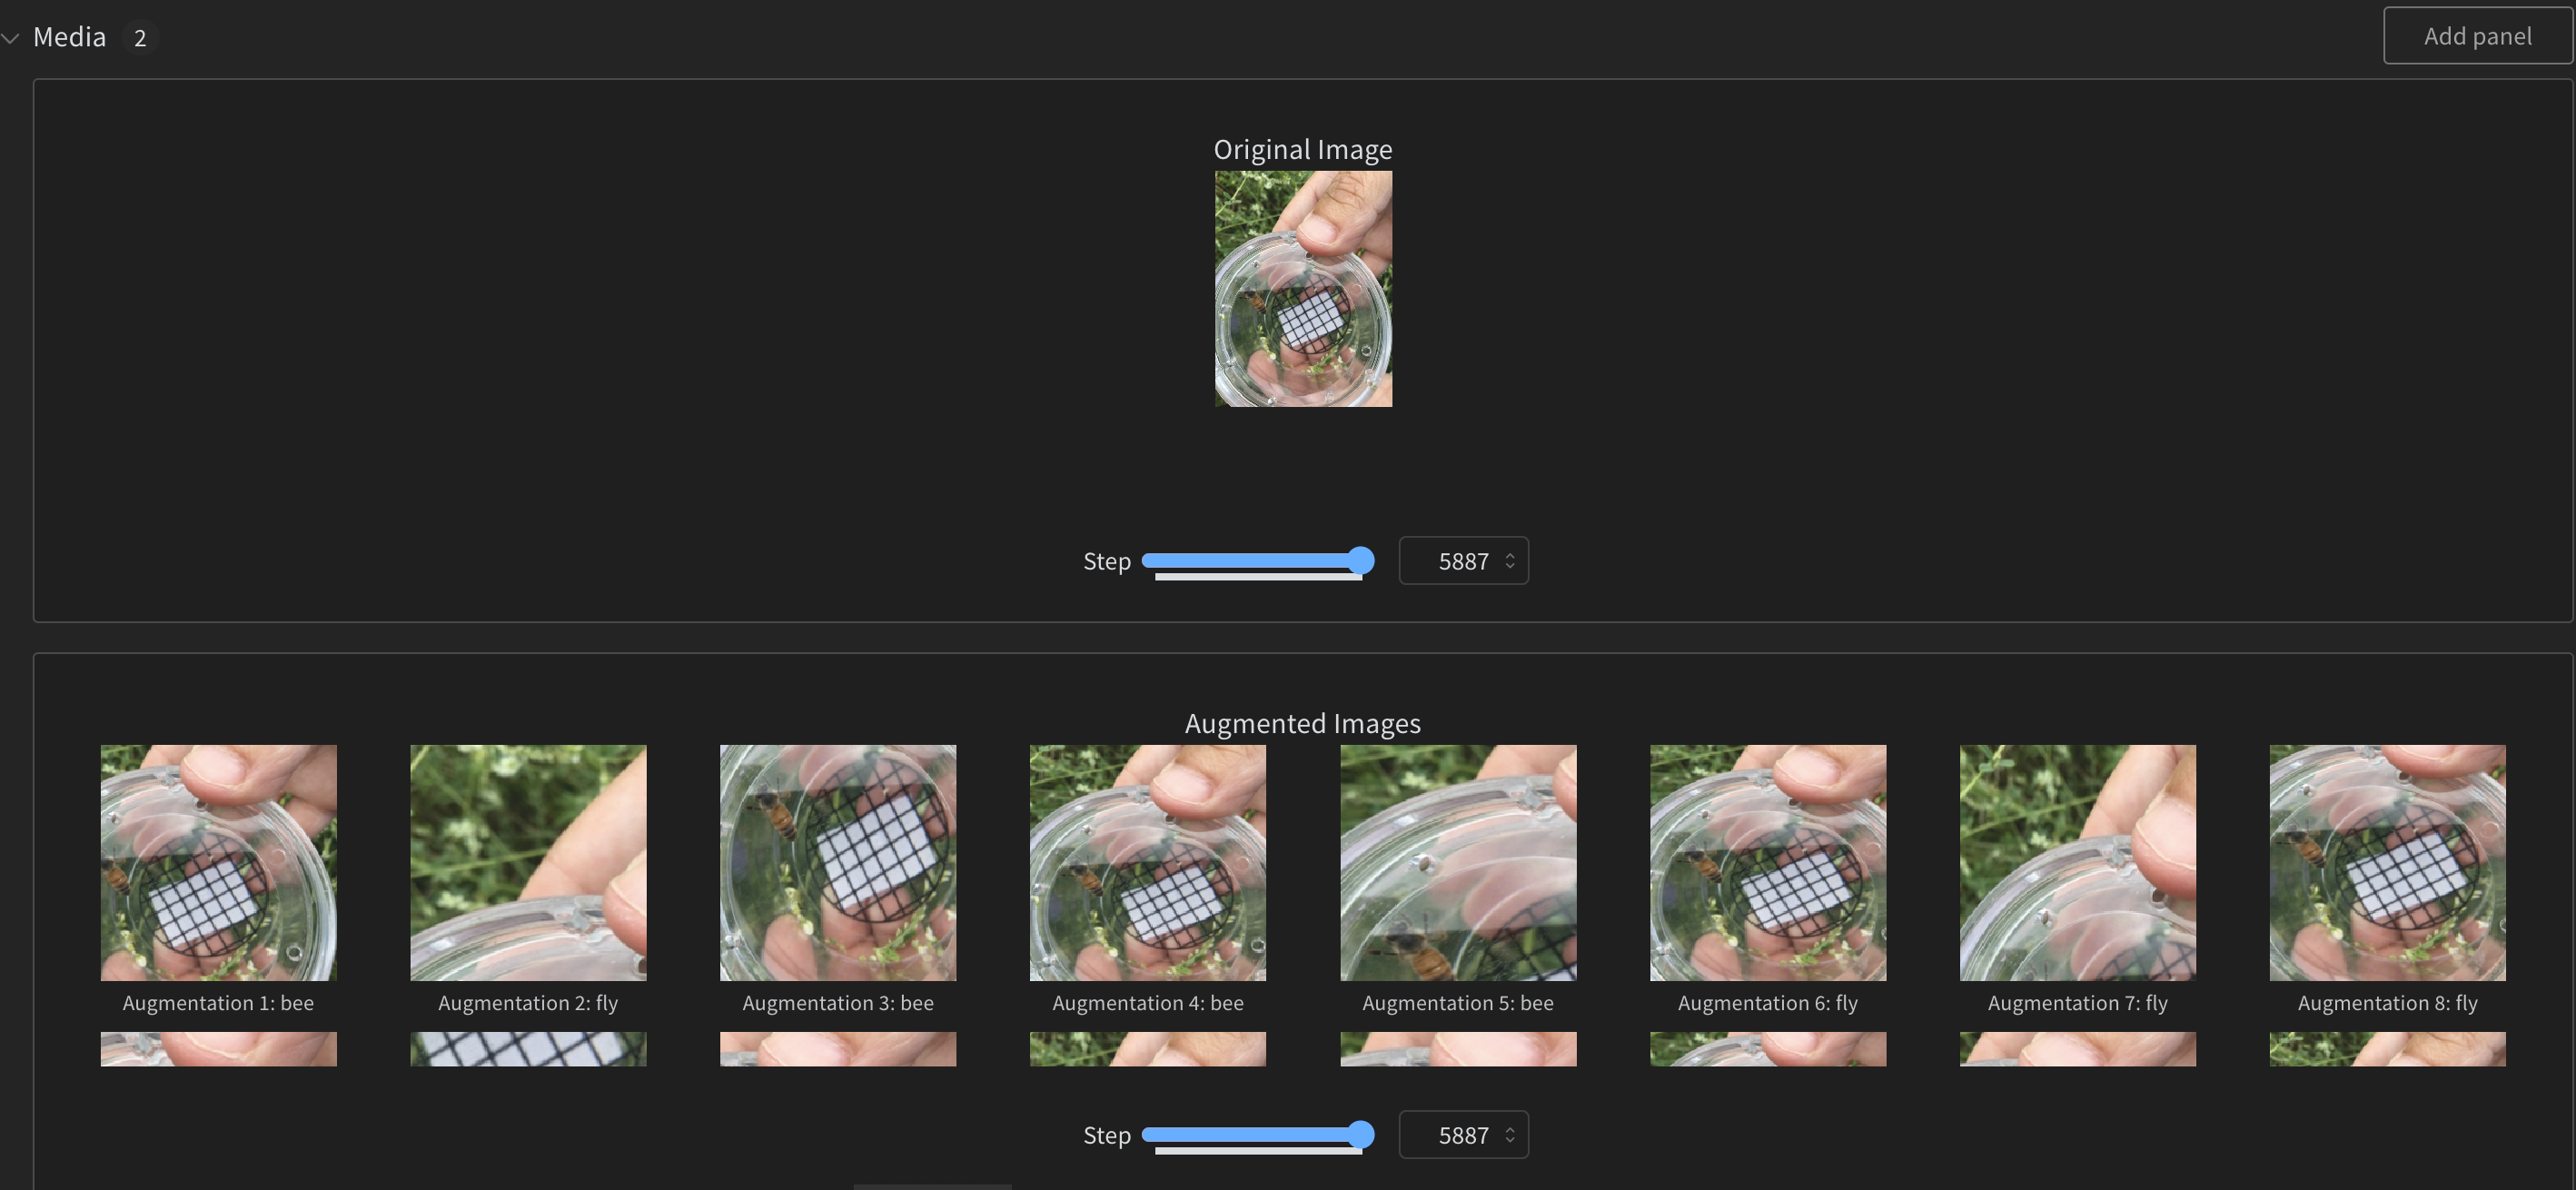 Media 2
Add panel
Original Image
Step 5887
Augmented Images
Augmentation 1: bee
Augmentation 2: fly
Augmentation 3: bee
Augmentation 4: bee
Augmentation 5: bee
Augmentation 6: fly
Augmentation 7: fly
Augmentation 8: fly
Step 5887